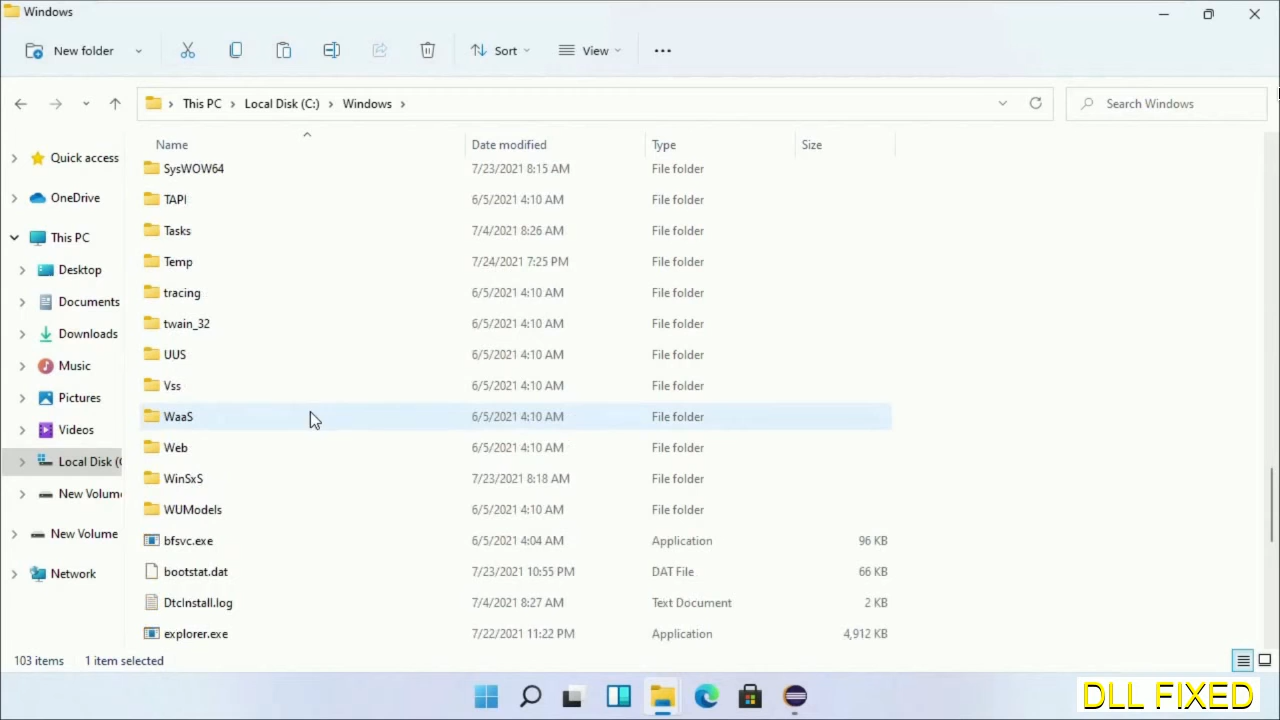 Windows
New folder
Sort
View
This PC
Local Disk (C:)
Windows
Search Windows
Name Date modified Type Size
Quick access
OneDrive
This PC
Desktop
Documents
Downloads
Music
Pictures
Videos
Local Disk (C
New Volum
New Volume
Network
SysWOW64 7/23/2021 8:15 AM File folder
TAPI 6/5/2021 4:10 AM File folder
Tasks 7/4/2021 8:26 AM File folder
Temp 7/24/2021 7:25 PM File folder
tracing 6/5/2021 4:10 AM File folder
twain_32 6/5/2021 4:10 AM File folder
UUS 6/5/2021 4:10 AM File folder
Vss 6/5/2021 4:10 AM File folder
WaaS 6/5/2021 4:10 AM File folder
Web 6/5/2021 4:10 AM File folder
WinSxS 7/23/2021 8:18 AM File folder
WUModels 6/5/2021 4:10 AM File folder
bfsvc.exe 6/5/2021 4:04 AM Application 96 KB
bootstat.dat 7/23/2021 10:55 PM DAT File 66 KB
DtcInstall.log 7/4/2021 8:27 AM Text Document 2 KB
explorer.exe 7/22/2021 11:22 PM Application 4,912 KB
103 items 1 item selected
DLL FIXED